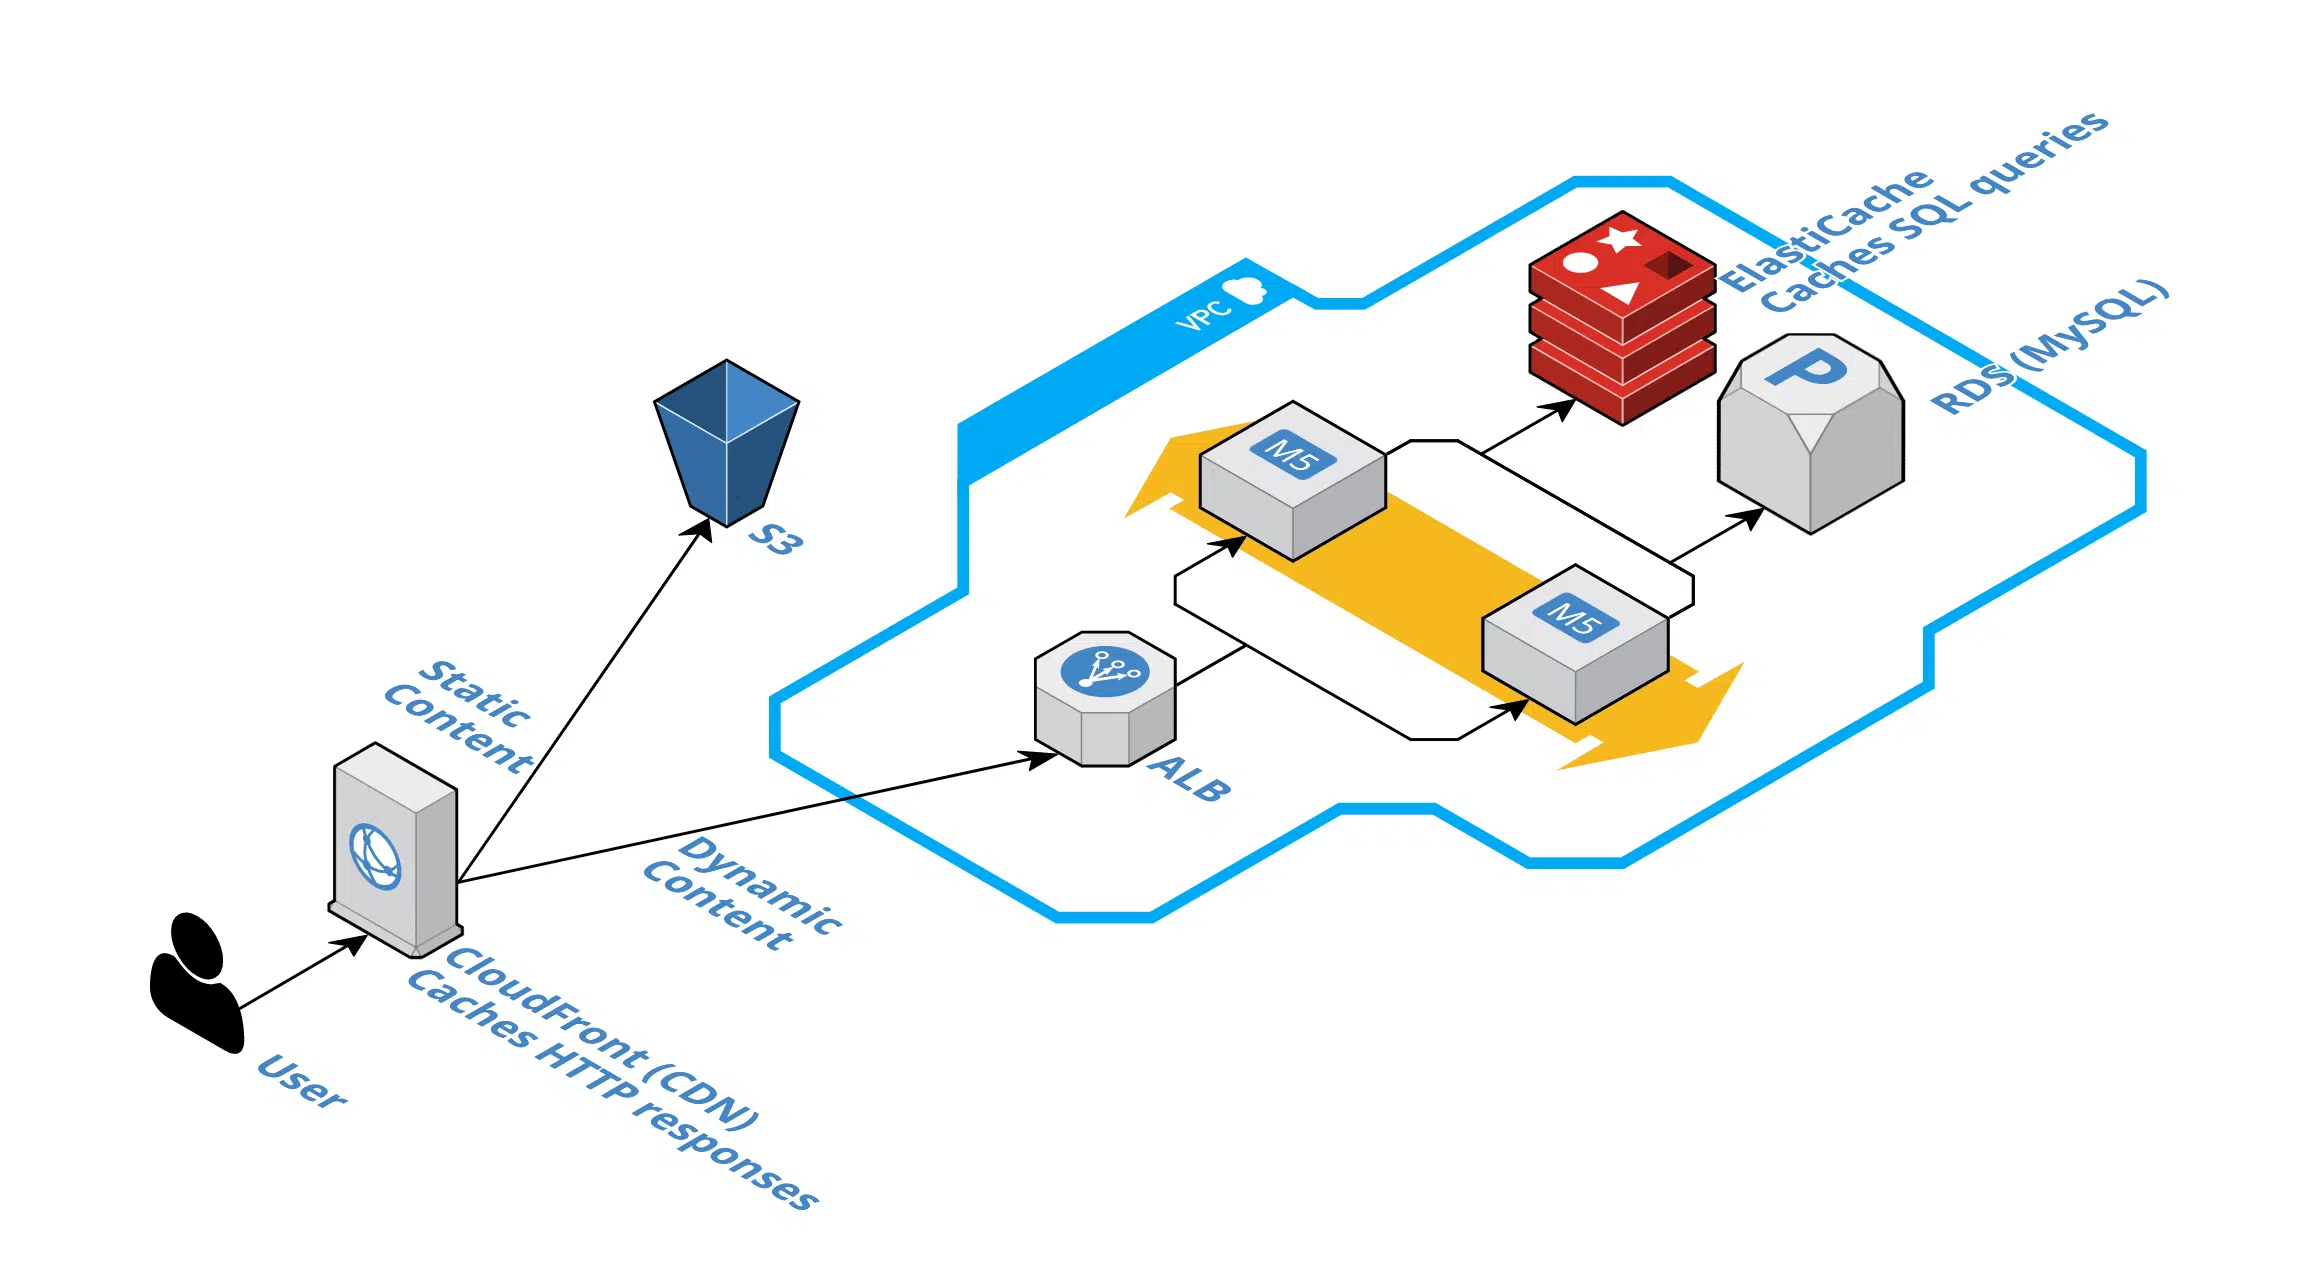 ElastiCache
Caches SQL queries
RDS (MySQL)
P
VPC
M5
M5
S3
ALB
Static
Content
Dynamic
Content
CloudFront (CDN)
Caches HTTP responses
User